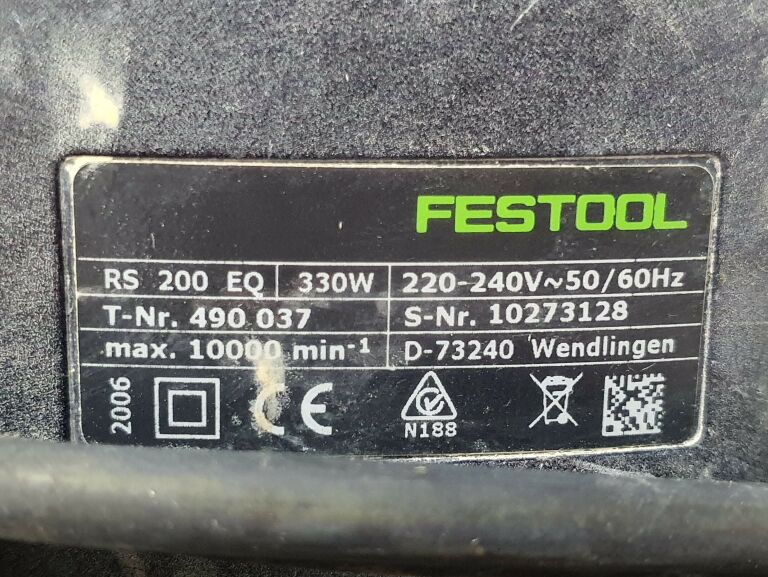 FESTOOL
RS 200 EQ 330W 220-240V~50/60Hz
T-Nr. 490 037 S-Nr. 10273128
max. 10000 min-1 D-73240 Wendlingen
2006 CE N188